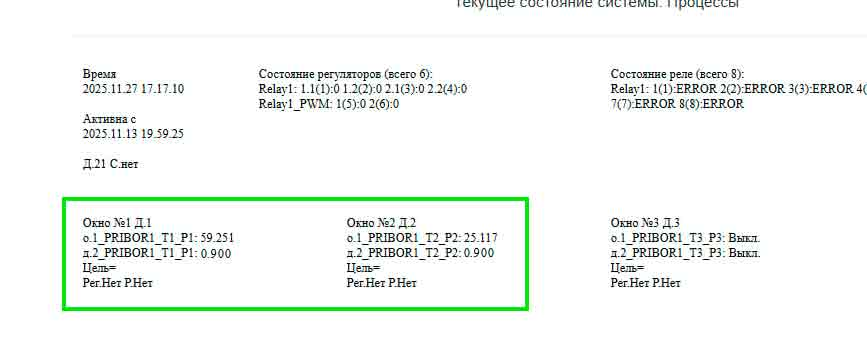 Текущее состояние системы. Процессы
Время
2025.11.27 17.17.10
Активна с
2025.11.13 19.59.25
Д.21 С.нет
Состояние регуляторов (всего 6):
Relay1: 1.1(1):0 1.2(2):0 2.1(3):0 2.2(4):0
Relay1_PWM: 1(5):0 2(6):0
Состояние реле (всего 8):
Relay1: 1(1):ERROR 2(2):ERROR 3(3):ERROR 4(
7(7):ERROR 8(8):ERROR
Окно №1 Д.1
о.1_PRIBOR1_T1_P1: 59.251
д.2_PRIBOR1_T1_P1: 0.900
Цель=
Рег.Нет Р.Нет
Окно №2 Д.2
о.1_PRIBOR1_T2_P2: 25.117
д.2_PRIBOR1_T2_P2: 0.900
Цель=
Рег.Нет Р.Нет
Окно №3 Д.3
о.1_PRIBOR1_T3_P3: Выкл.
д.2_PRIBOR1_T3_P3: Выкл.
Цель=
Рег.Нет Р.Нет